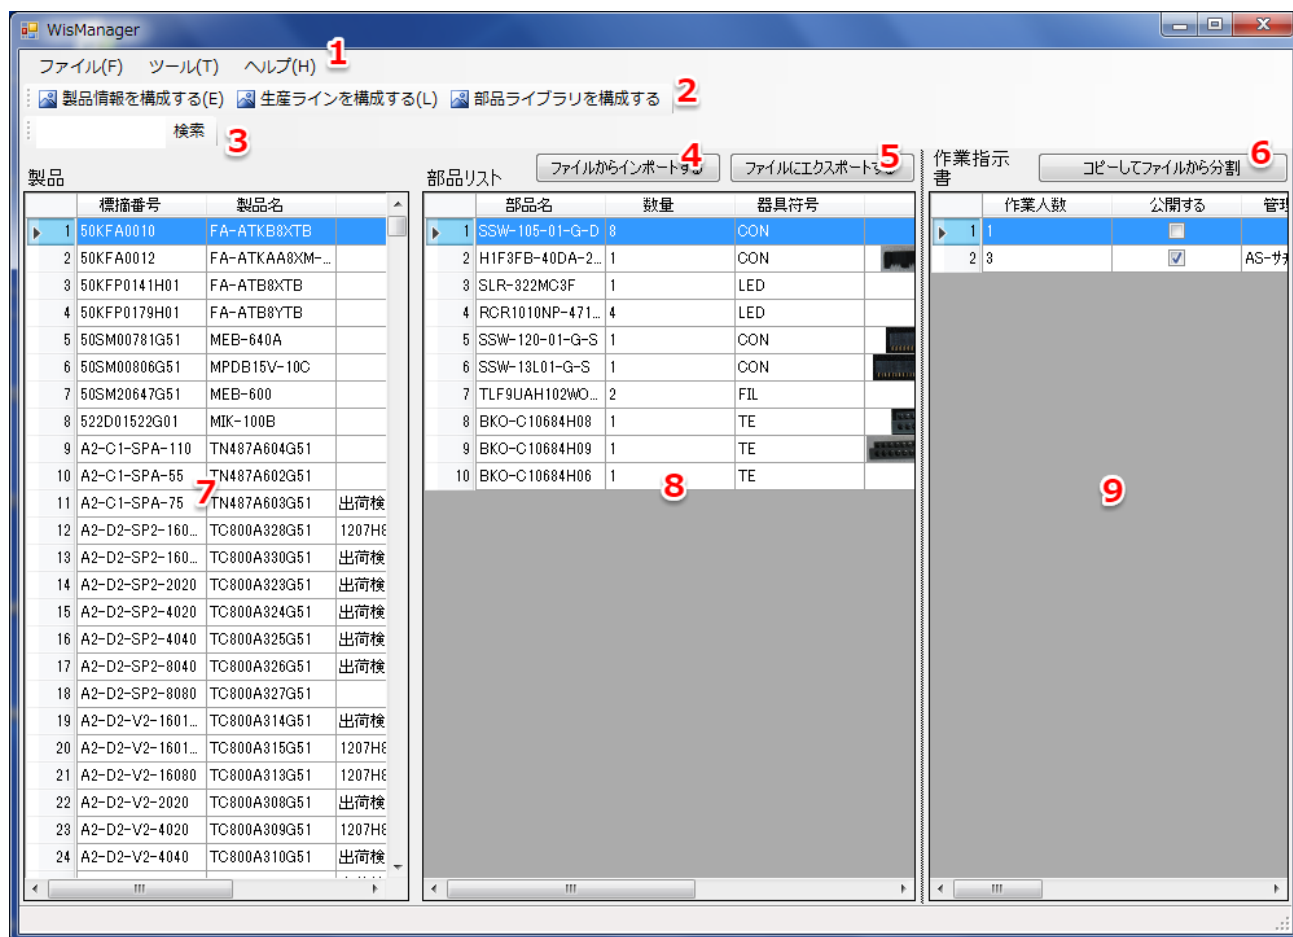 WisManager
ファイル(F) ツール(T) ヘルプ(H) 1
製品情報を構成する(E) 生産ラインを構成する(L) 部品ライブラリを構成する 2
検索 3
製品
部品リスト ファイルからインポートする 4 ファイルにエクスポートする 5
作業指示書 コピーしてファイルから分割 6
標摘番号 製品名
1 50KFA0010 FA-ATKB8XTB
2 50KFA0012 FA-ATKAA8XM-...
3 50KFP0141H01 FA-ATB8XTB
4 50KFP0179H01 FA-ATB8YTB
5 50SM00781G51 MEB-640A
6 50SM00806G51 MPDB15V-10C
7 50SM20647G51 MEB-600
8 522D01522G01 MIK-100B
9 A2-C1-SPA-110 TN487A604G51
10 A2-C1-SPA-55 TN487A602G51
11 A2-C1-SPA-75 TN487A603G51 出荷検
12 A2-D2-SP2-160... TC800A328G51 1207H8
13 A2-D2-SP2-160... TC800A330G51 出荷検
14 A2-D2-SP2-2020 TC800A323G51 出荷検
15 A2-D2-SP2-4020 TC800A324G51 出荷検
16 A2-D2-SP2-4040 TC800A325G51 出荷検
17 A2-D2-SP2-8040 TC800A326G51 出荷検
18 A2-D2-SP2-8080 TC800A327G51
19 A2-D2-V2-1601... TC800A314G51 出荷検
20 A2-D2-V2-1601... TC800A315G51 1207H8
21 A2-D2-V2-16080 TC800A313G51 1207H8
22 A2-D2-V2-2020 TC800A308G51 出荷検
23 A2-D2-V2-4020 TC800A309G51 1207H8
24 A2-D2-V2-4040 TC800A310G51 出荷検
7
部品名 数量 器具符号
1 SSW-105-01-G-D 8 CON
2 H1F3FB-40DA-2... 1 CON
3 SLR-322MC3F 1 LED
4 RCR1010NP-471... 4 LED
5 SSW-120-01-G-S 1 CON
6 SSW-13L01-G-S 1 CON
7 TLF9UAH102WO... 2 FIL
8 BKO-C10684H08 1 TE
9 BKO-C10684H09 1 TE
10 BKO-C10684H06 1 TE
8
作業人数 公開する 管理
1 1
2 3 AS-サチ
9